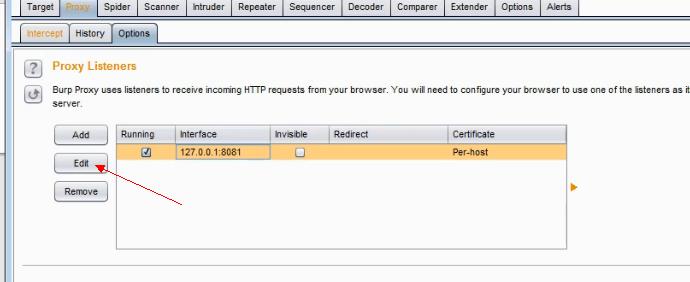 Target Proxy Spider Scanner Intruder Repeater Sequencer Decoder Comparer Extender Options Alerts
Intercept History Options
? Proxy Listeners
Burp Proxy uses listeners to receive incoming HTTP requests from your browser. You will need to configure your browser to use one of the listeners as it
server.
Add
Running Interface Invisible Redirect Certificate
127.0.0.1:8081 Per-host
Edit
Remove